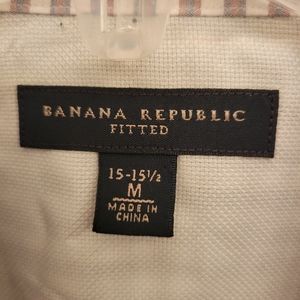 BANANA REPUBLIC
FITTED
15-15½
M
MADE IN
CHINA